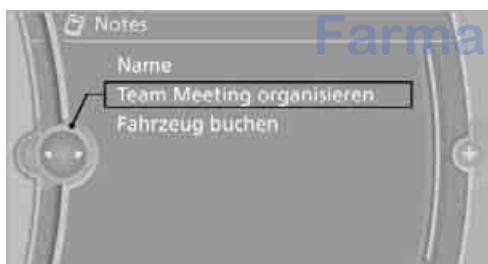 Notes
Farma
Name
Team Meeting organisieren
Fahrzeug buchen